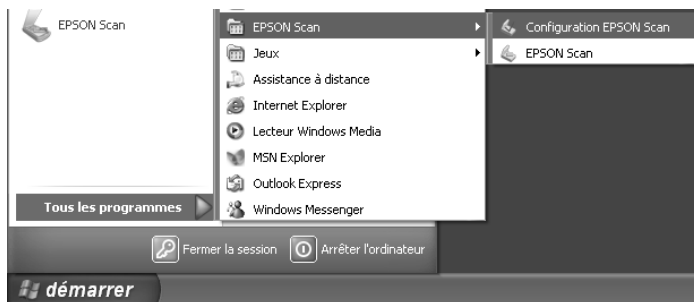 EPSON Scan
EPSON Scan
Configuration EPSON Scan
Jeux
EPSON Scan
Assistance à distance
Internet Explorer
Lecteur Windows Media
MSN Explorer
Outlook Express
Tous les programmes
Windows Messenger
Fermer la session
Arrêter l'ordinateur
démarrer